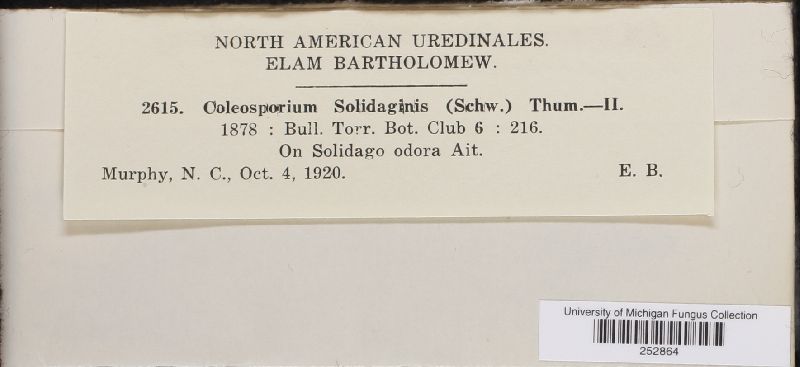 NORTH AMERICAN UREDINALES.
ELAM BARTHOLOMEW.
2615. Coleosporium Solidaginis (Schw.) Thum.—II.
1878 : Bull. Torr. Bot. Club 6 : 216.
On Solidago odora Ait.
Murphy, N. C., Oct. 4, 1920. E. B.
University of Michigan Fungus Collection
252864